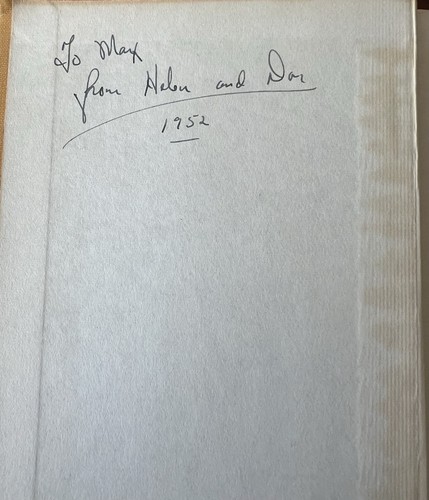 To Max
from Helen and Don
1952